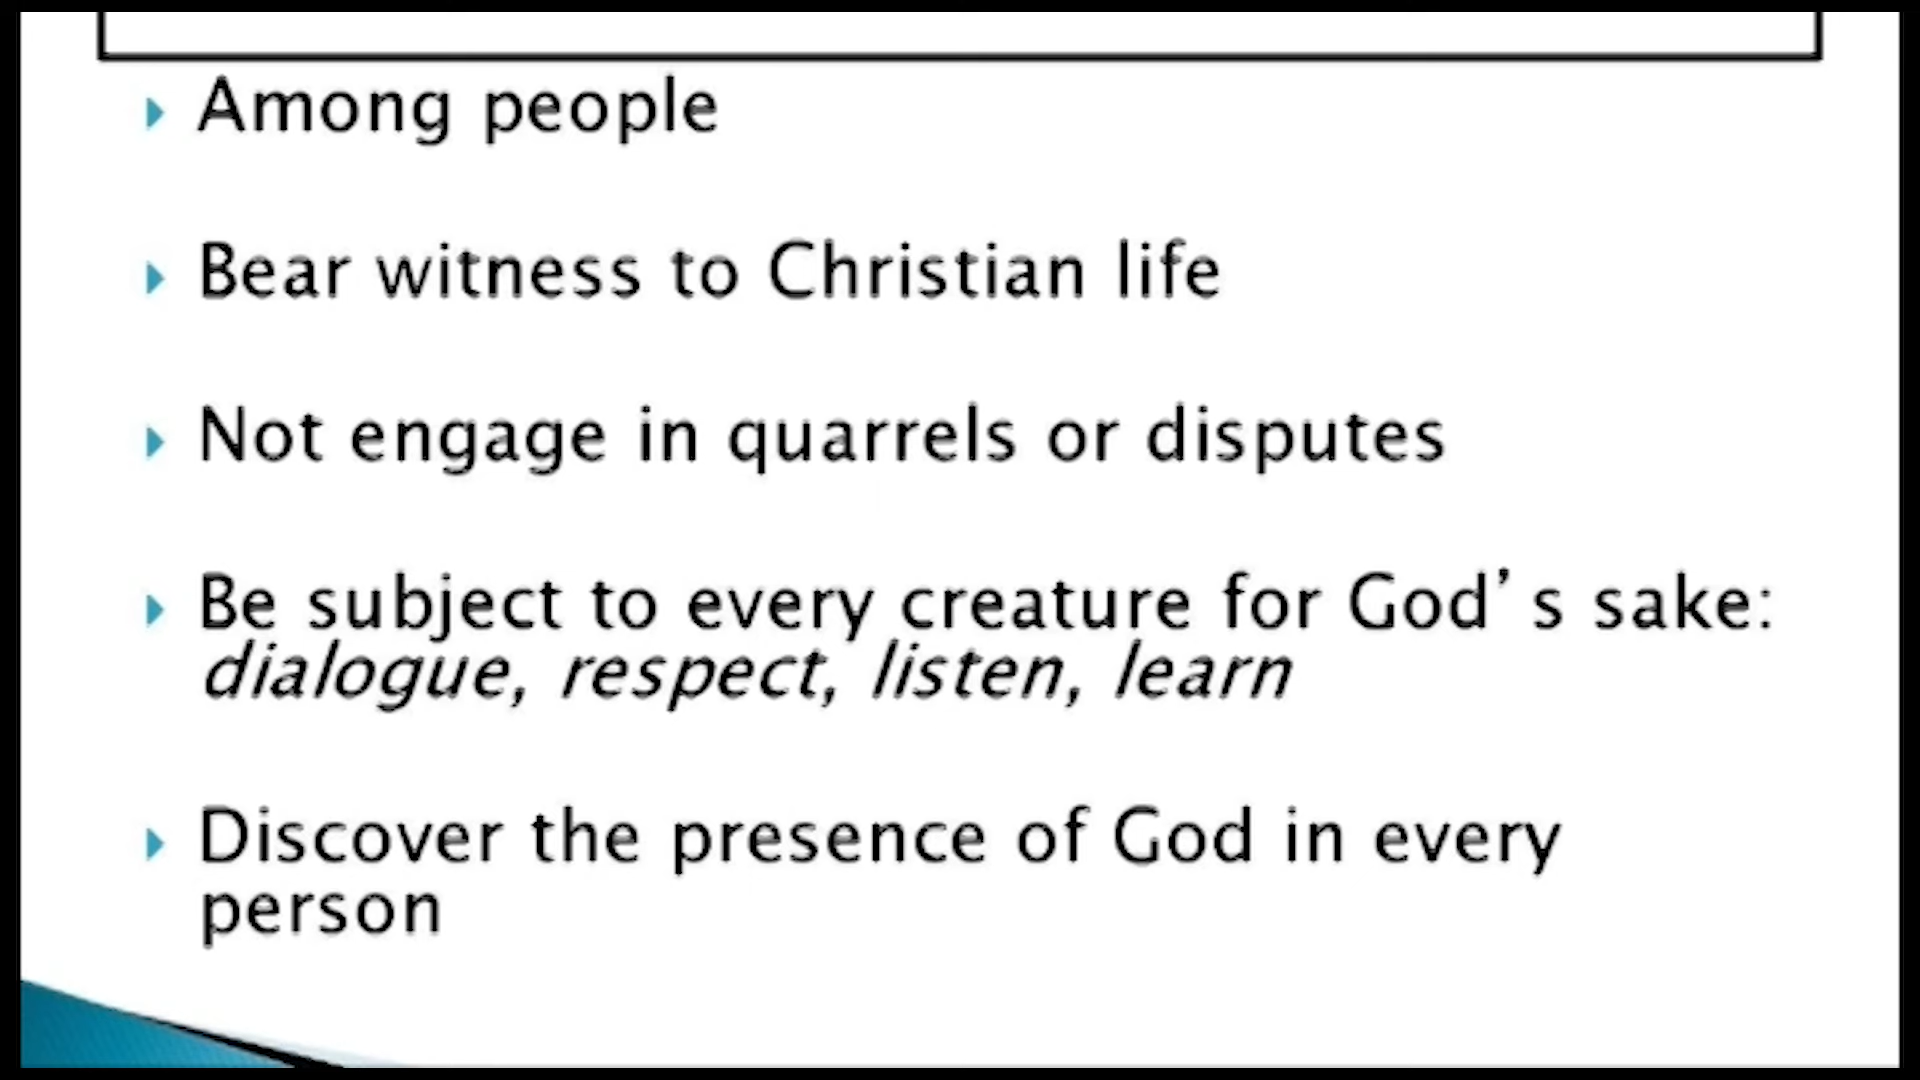 Among people
Bear witness to Christian life
Not engage in quarrels or disputes
Be subject to every creature for God’s sake:
dialogue, respect, listen, learn
Discover the presence of God in every
person